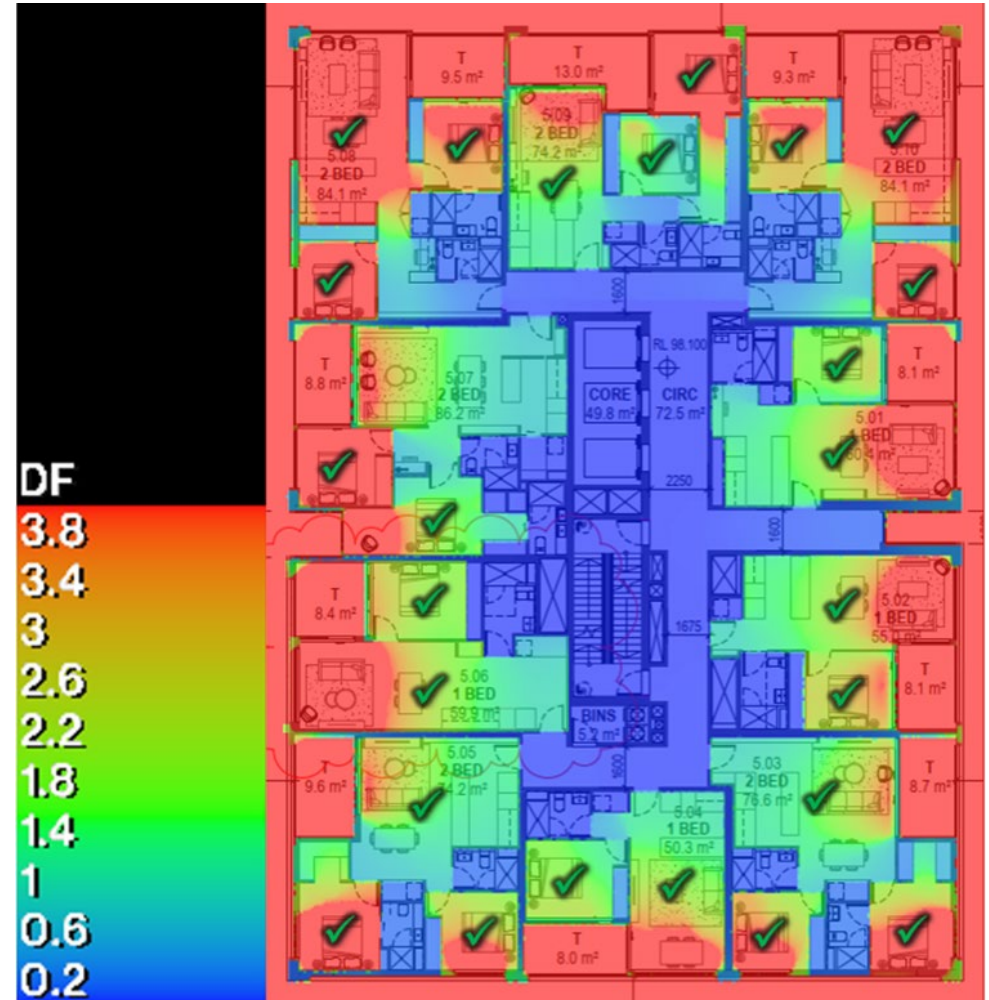 T
9.5 m²
T
13.0 m²
T
9.3 m²
5.09
2 BED
74.2 m²
5.08
2 BED
84.1 m²
5.10
2 BED
84.1 m²
1600
RL 98.100
T
8.8 m²
5.07
2 BED
86.2 m²
CORE
49.8 m²
CIRC
72.5 m²
T
8.1 m²
5.01
1 BED
DF
3.8
3.4
3
2.6
2.2
1.8
1.4
1
0.6
0.2
2250
1600
T
8.4 m²
5.02
1 BED
1675
T
8.1 m²
5.06
1 BED
BINS
5.2 m²
1600
T
9.6 m²
5.05
2 BED
5.03
2 BED
76.6 m²
T
8.7 m²
5.04
1 BED
50.3 m²
T
8.0 m²